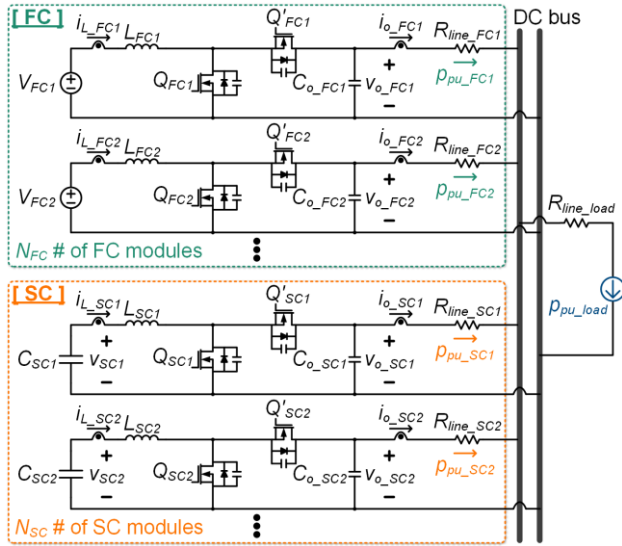 [ FC ]
i_L_FC1 L_FC1 Q'_FC1 i_o_FC1 R_line_FC1 DC bus
V_FC1 Q_FC1 C_o_FC1 + v_o_FC1 − p_pu_FC1
i_L_FC2 L_FC2 Q'_FC2 i_o_FC2 R_line_FC2
V_FC2 Q_FC2 C_o_FC2 + v_o_FC2 − p_pu_FC2
R_line_load
N_FC # of FC modules
p_pu_load
[ SC ]
i_L_SC1 L_SC1 Q'_SC1 i_o_SC1 R_line_SC1
C_SC1 + v_SC1 − Q_SC1 C_o_SC1 + v_o_SC1 − p_pu_SC1
i_L_SC2 L_SC2 Q'_SC2 i_o_SC2 R_line_SC2
C_SC2 + v_SC2 − Q_SC2 C_o_SC2 + v_o_SC2 − p_pu_SC2
N_SC # of SC modules